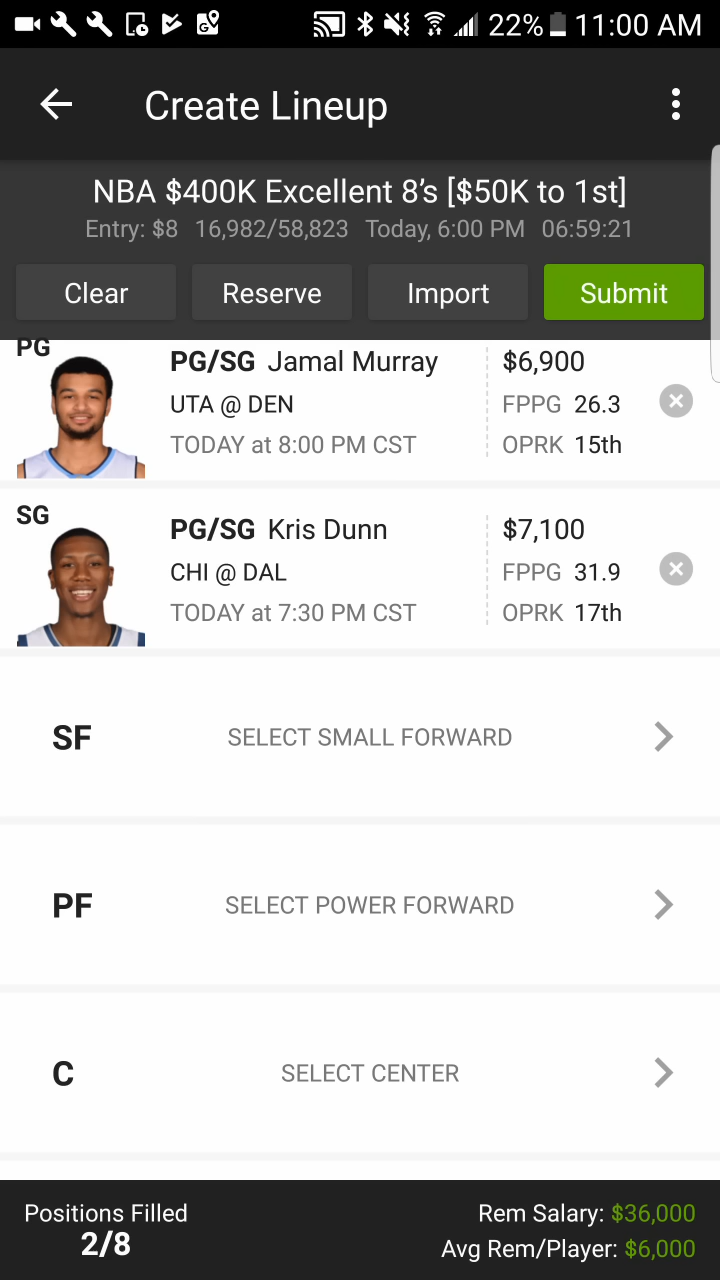 22% 11:00 AM
Create Lineup
NBA $400K Excellent 8's [$50K to 1st]
Entry: $8 16,982/58,823 Today, 6:00 PM 06:59:21
Clear Reserve Import Submit
PG
PG/SG Jamal Murray $6,900
UTA @ DEN FPPG 26.3
TODAY at 8:00 PM CST OPRK 15th
SG
PG/SG Kris Dunn $7,100
CHI @ DAL FPPG 31.9
TODAY at 7:30 PM CST OPRK 17th
SF SELECT SMALL FORWARD
PF SELECT POWER FORWARD
C SELECT CENTER
Positions Filled Rem Salary: $36,000
2/8 Avg Rem/Player: $6,000